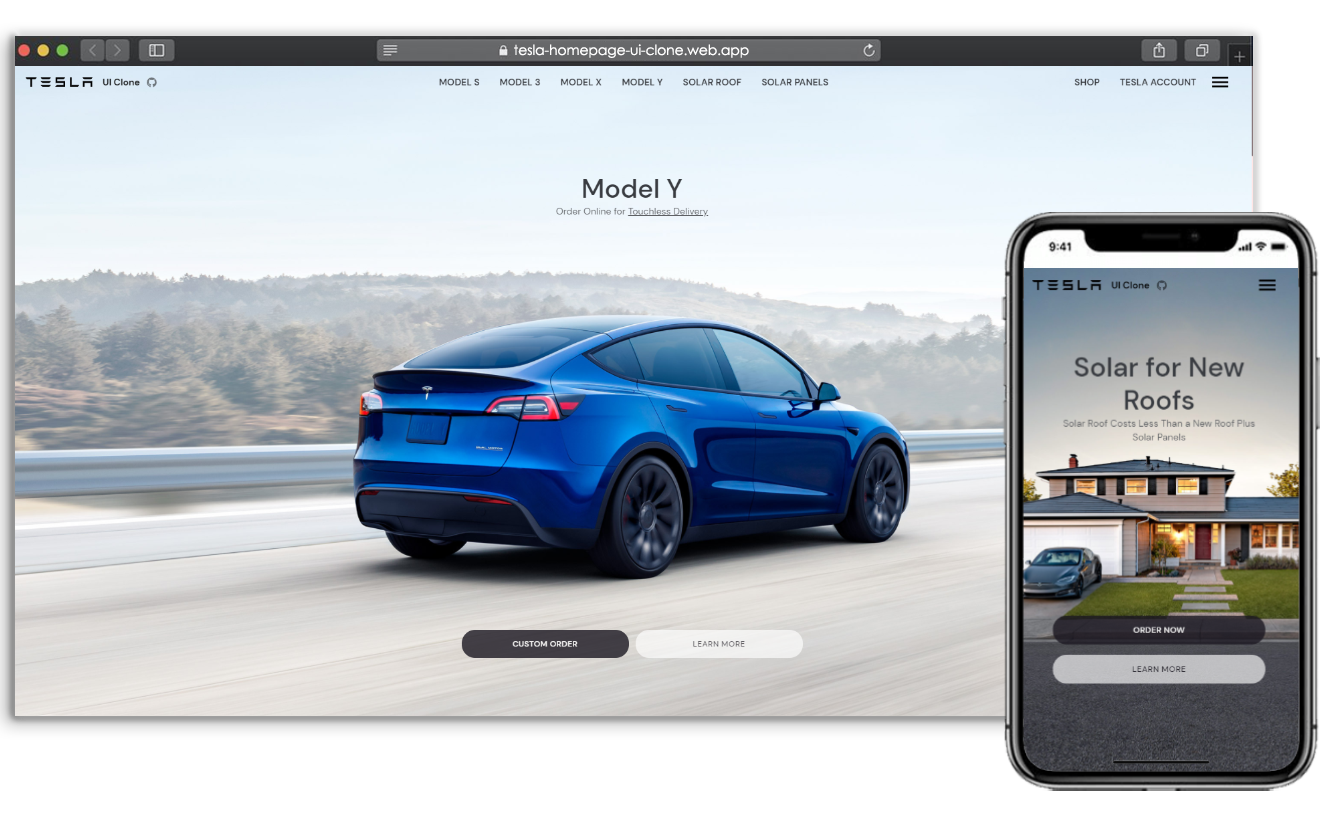 tesla-homepage-ui-clone.web.app
TESLA UI Clone MODEL S MODEL 3 MODEL X MODEL Y SOLAR ROOF SOLAR PANELS SHOP TESLA ACCOUNT
Model Y
Order Online for Touchless Delivery
DUAL MOTOR
CUSTOM ORDER LEARN MORE
9:41
TESLA UI Clone
Solar for New
Roofs
Solar Roof Costs Less Than a New Roof Plus
Solar Panels
ORDER NOW
LEARN MORE